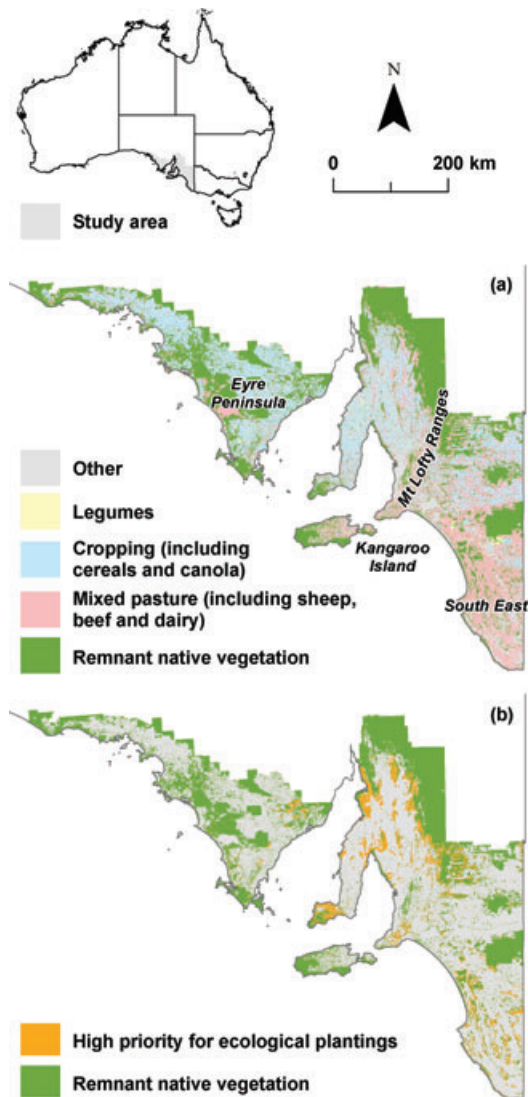 N
0 200 km
Study area
(a)
Eyre
Peninsula
Mt Lofty Ranges
Kangaroo
Island
South East
Other
Legumes
Cropping (including
cereals and canola)
Mixed pasture (including sheep,
beef and dairy)
Remnant native vegetation
(b)
High priority for ecological plantings
Remnant native vegetation